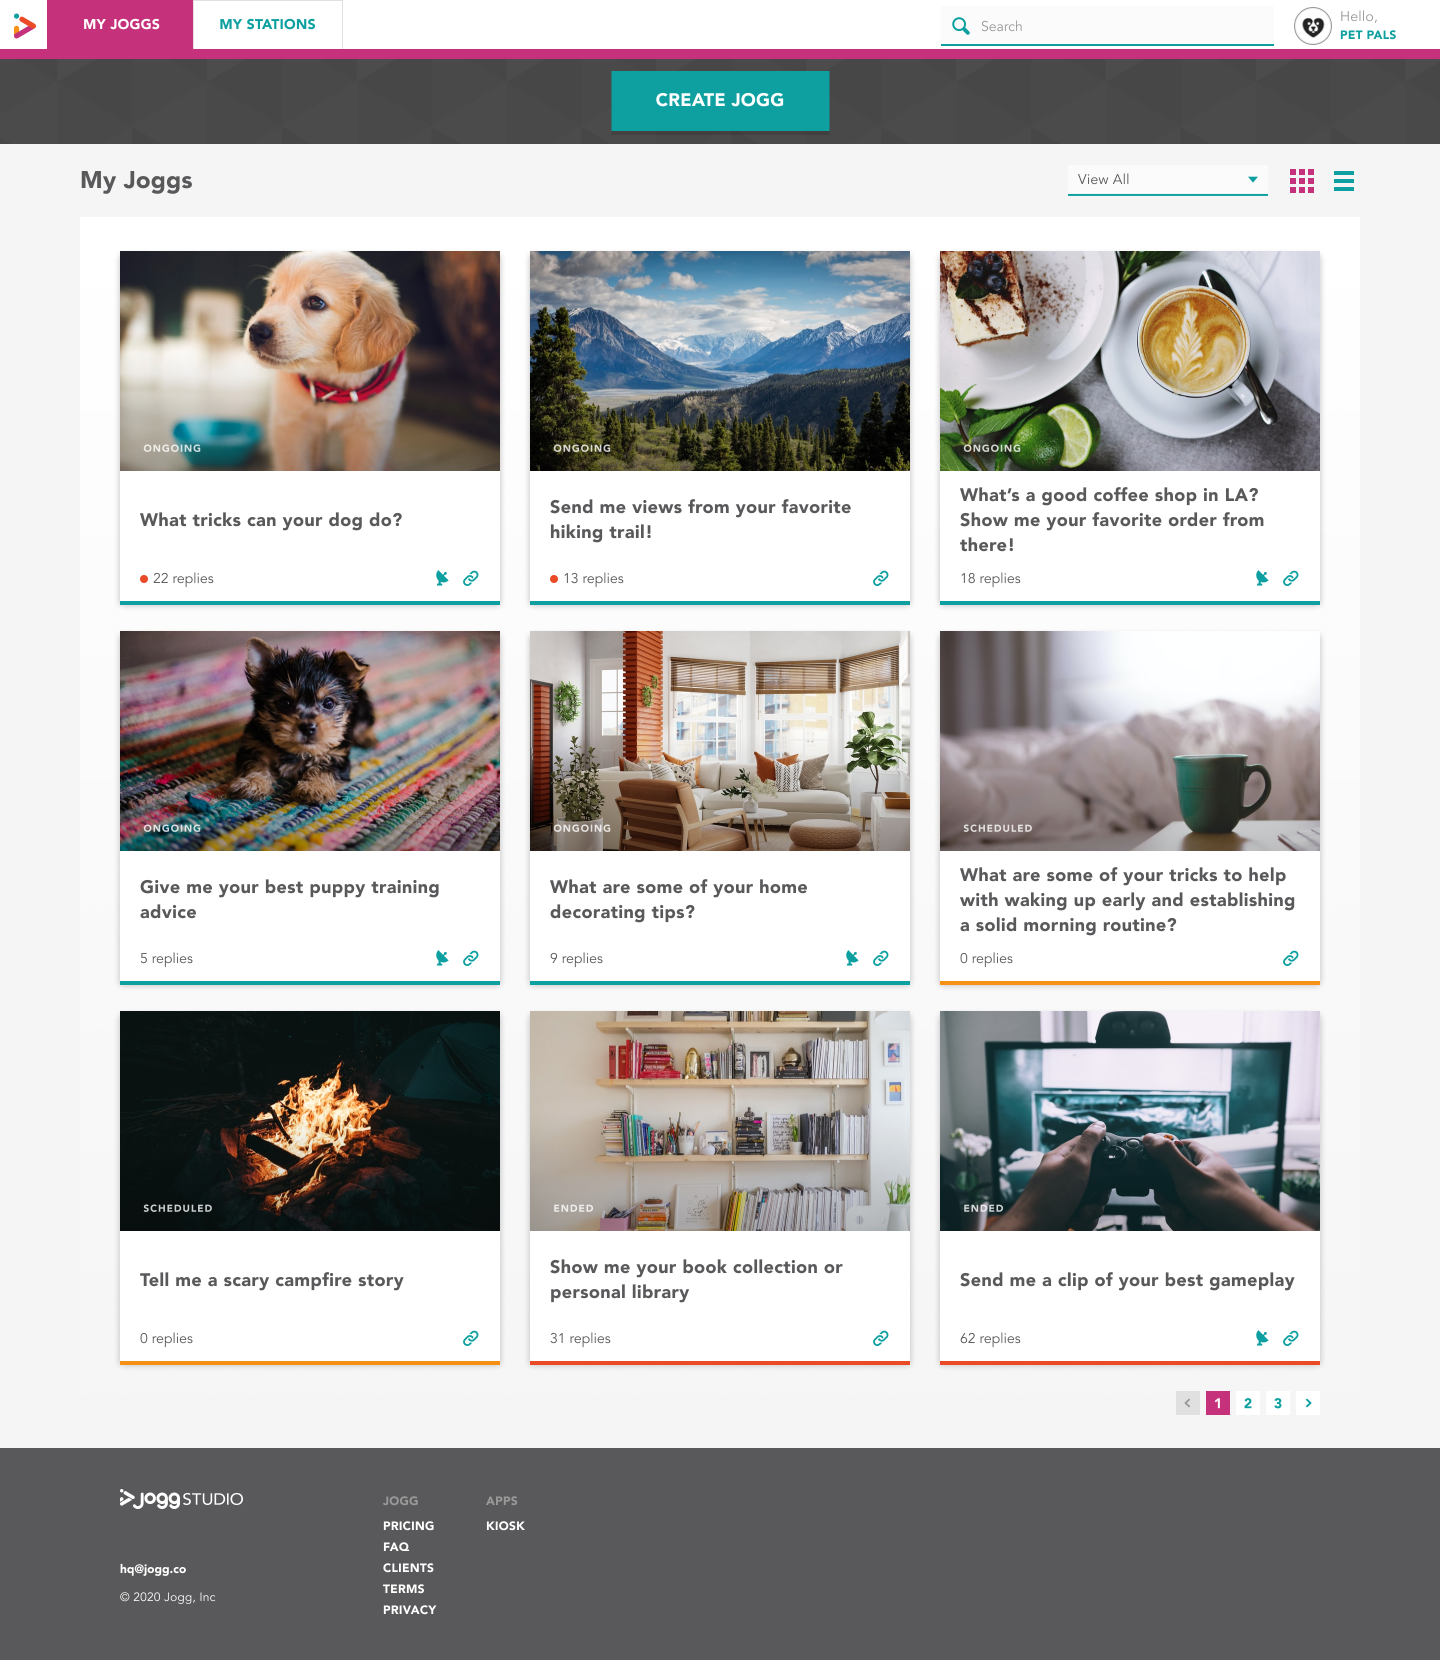 MY JOGGS
MY STATIONS
Search
Hello,
PET PALS
CREATE JOGG
My Joggs
View All
ONGOING
ONGOING
ONGOING
What tricks can your dog do?
22 replies
Send me views from your favorite
hiking trail!
13 replies
What’s a good coffee shop in LA?
Show me your favorite order from
there!
18 replies
ONGOING
ONGOING
SCHEDULED
Give me your best puppy training
advice
5 replies
What are some of your home
decorating tips?
9 replies
What are some of your tricks to help
with waking up early and establishing
a solid morning routine?
0 replies
SCHEDULED
ENDED
ENDED
Tell me a scary campfire story
0 replies
Show me your book collection or
personal library
31 replies
Send me a clip of your best gameplay
62 replies
1
2
3
jogg STUDIO
hq@jogg.co
© 2020 Jogg, Inc
JOGG
PRICING
FAQ
CLIENTS
TERMS
PRIVACY
APPS
KIOSK